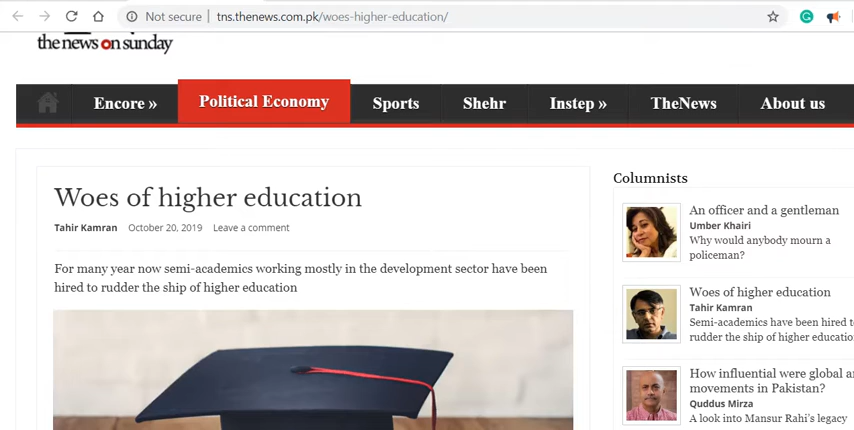 Not secure | tns.thenews.com.pk/woes-higher-education/
the news on sunday
Encore » Political Economy Sports Shehr Instep » TheNews About us
Woes of higher education
Tahir Kamran October 20, 2019 Leave a comment
For many year now semi-academics working mostly in the development sector have been
hired to rudder the ship of higher education
Columnists
An officer and a gentleman
Umber Khairi
Why would anybody mourn a
policeman?
Woes of higher education
Tahir Kamran
Semi-academics have been hired t
rudder the ship of higher educatio
How influential were global a
movements in Pakistan?
Quddus Mirza
A look into Mansur Rahi's legacy